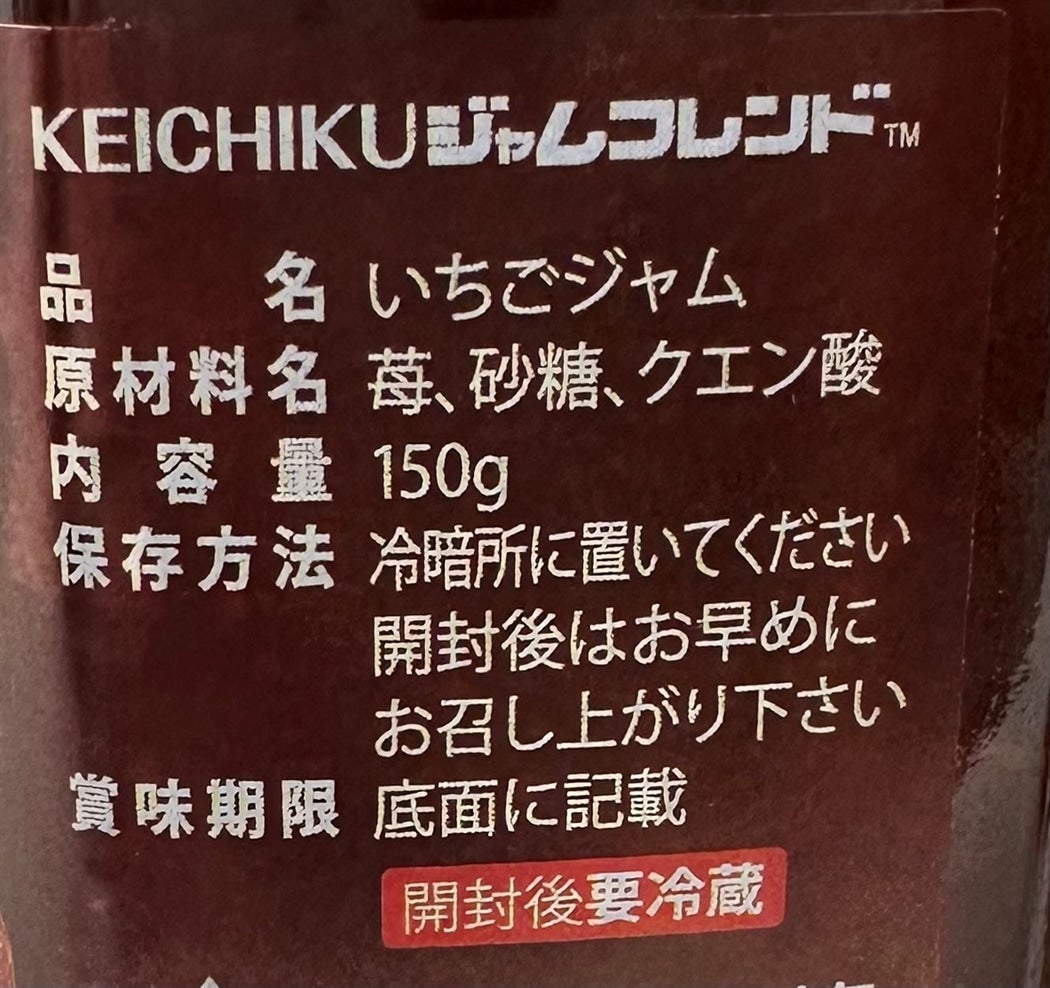 KEICHIKUジャムコレンド™
品名 いちごジャム
原材料名 苺、砂糖、クエン酸
内容量 150g
保存方法 冷暗所に置いてください
開封後はお早めに
お召し上がり下さい
賞味期限 底面に記載
開封後要冷蔵